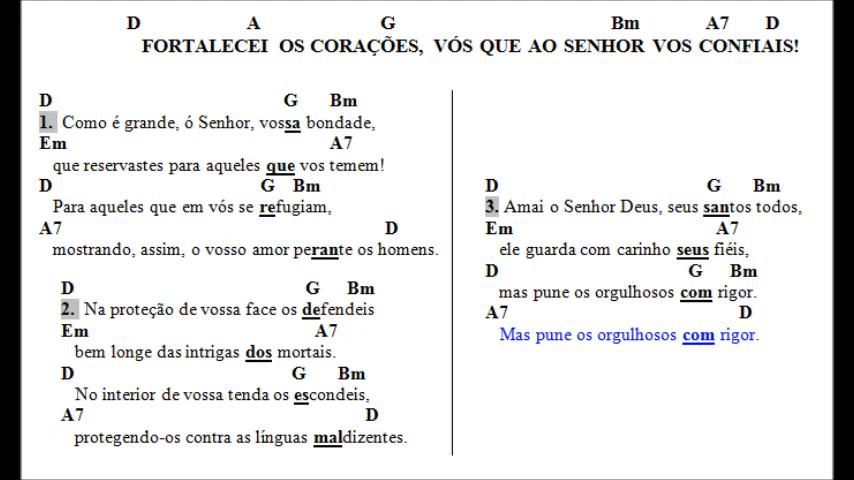 D A G Bm A7 D
FORTALECEI OS CORAÇÕES, VÓS QUE AO SENHOR VOS CONFIAIS!
D G Bm
1. Como é grande, ó Senhor, vossa bondade,
Em A7
que reservastes para aqueles que vos temem!
D G Bm
Para aqueles que em vós se refugiam,
A7 D
mostrando, assim, o vosso amor perante os homens.
D G Bm
2. Na proteção de vossa face os defendeis
Em A7
bem longe das intrigas dos mortais.
D G Bm
No interior de vossa tenda os escondeis,
A7 D
protegendo-os contra as línguas maldizentes.
D G Bm
3. Amai o Senhor Deus, seus santos todos,
Em A7
ele guarda com carinho seus fiéis,
D G Bm
mas pune os orgulhosos com rigor.
A7 D
Mas pune os orgulhosos com rigor.